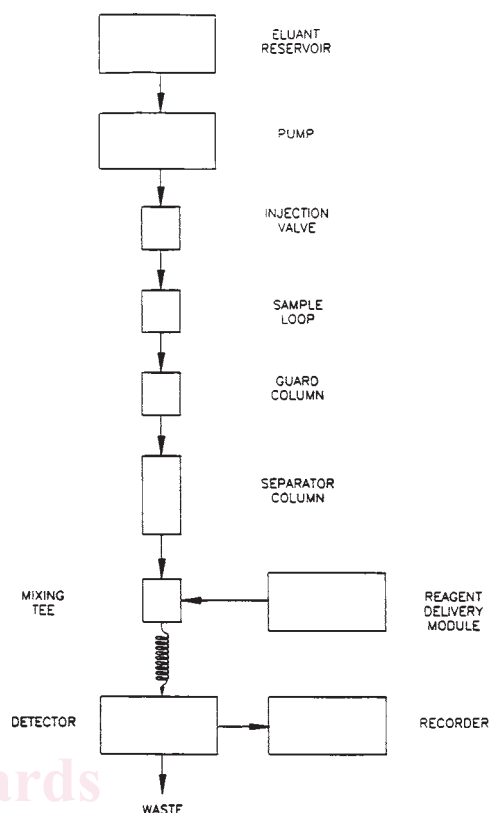 ELUANT
RESERVOIR
PUMP
INJECTION
VALVE
SAMPLE
LOOP
GUARD
COLUMN
SEPARATOR
COLUMN
MIXING
TEE
REAGENT
DELIVERY
MODULE
DETECTOR
RECORDER
ards
WASTE